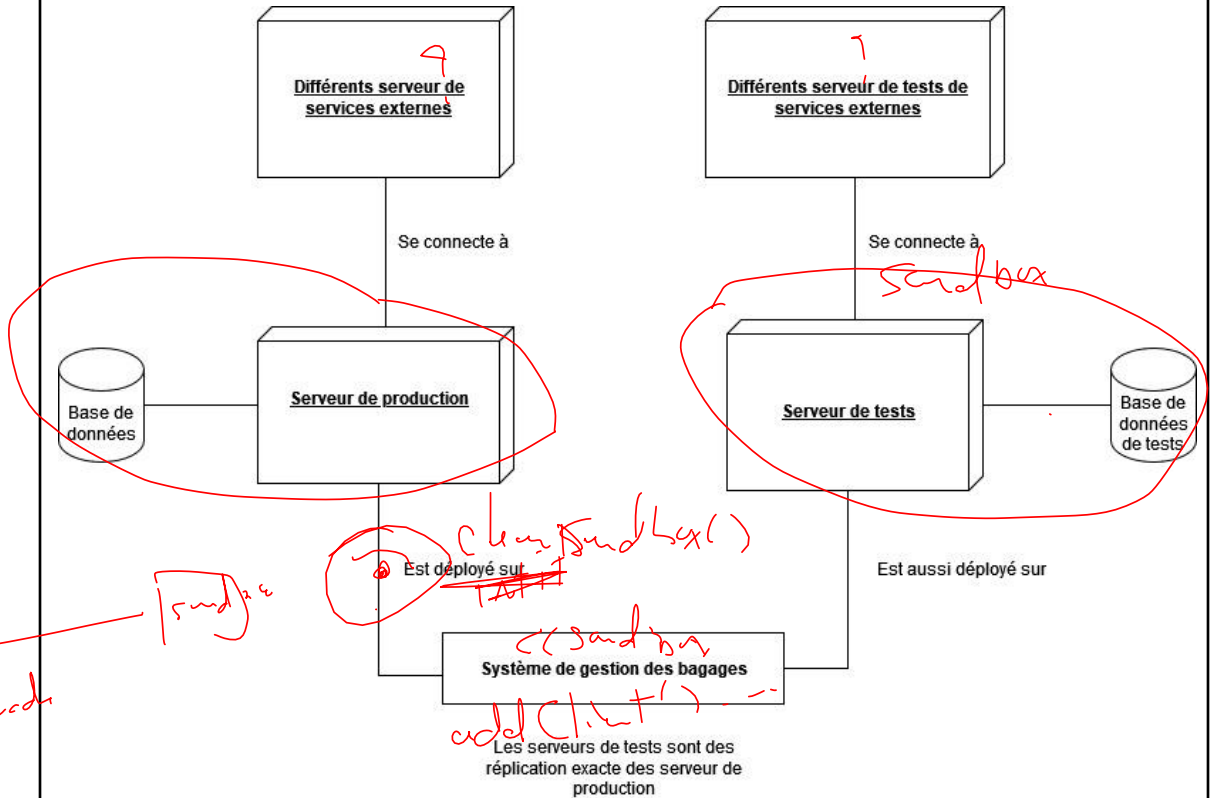 Différents serveur de
services externes
Différents serveur de tests de
services externes
Se connecte à
Se connecte à
sandbox
Base de
données
Serveur de production
Serveur de tests
Base de
données
de tests
Est déployé sur
Est aussi déployé sur
<<sandbox
Système de gestion des bagages
addClient()
Les serveurs de tests sont des
réplication exacte des serveur de
production